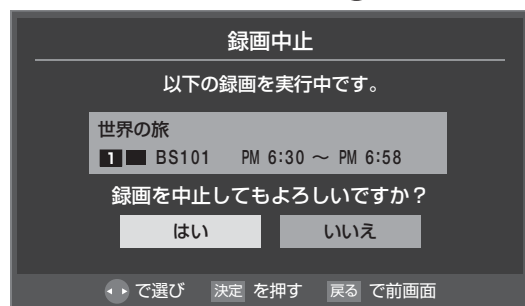 録画中止
以下の録画を実行中です。
世界の旅
1 BS101 PM 6:30 ～ PM 6:58
録画を中止してもよろしいですか？
はい いいえ
で選び 決定 を押す 戻る で前画面